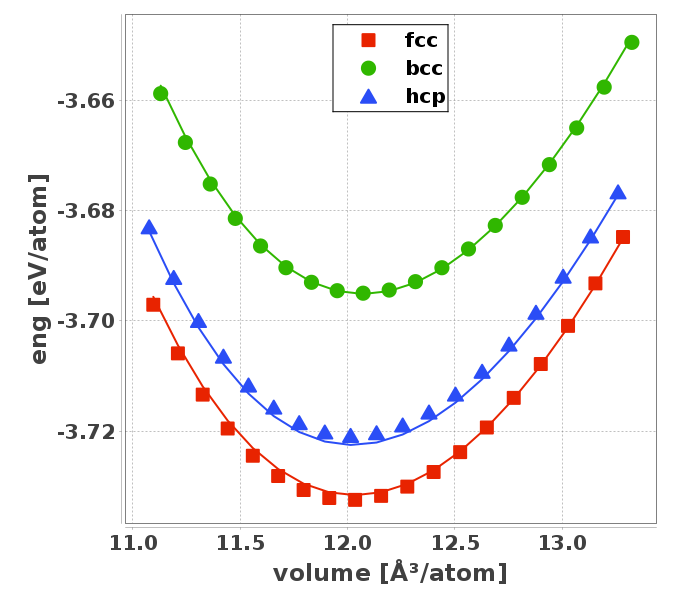 fcc
bcc
hcp
-3.66
-3.68
-3.70
-3.72
eng [eV/atom]
11.0 11.5 12.0 12.5 13.0
volume [Å³/atom]